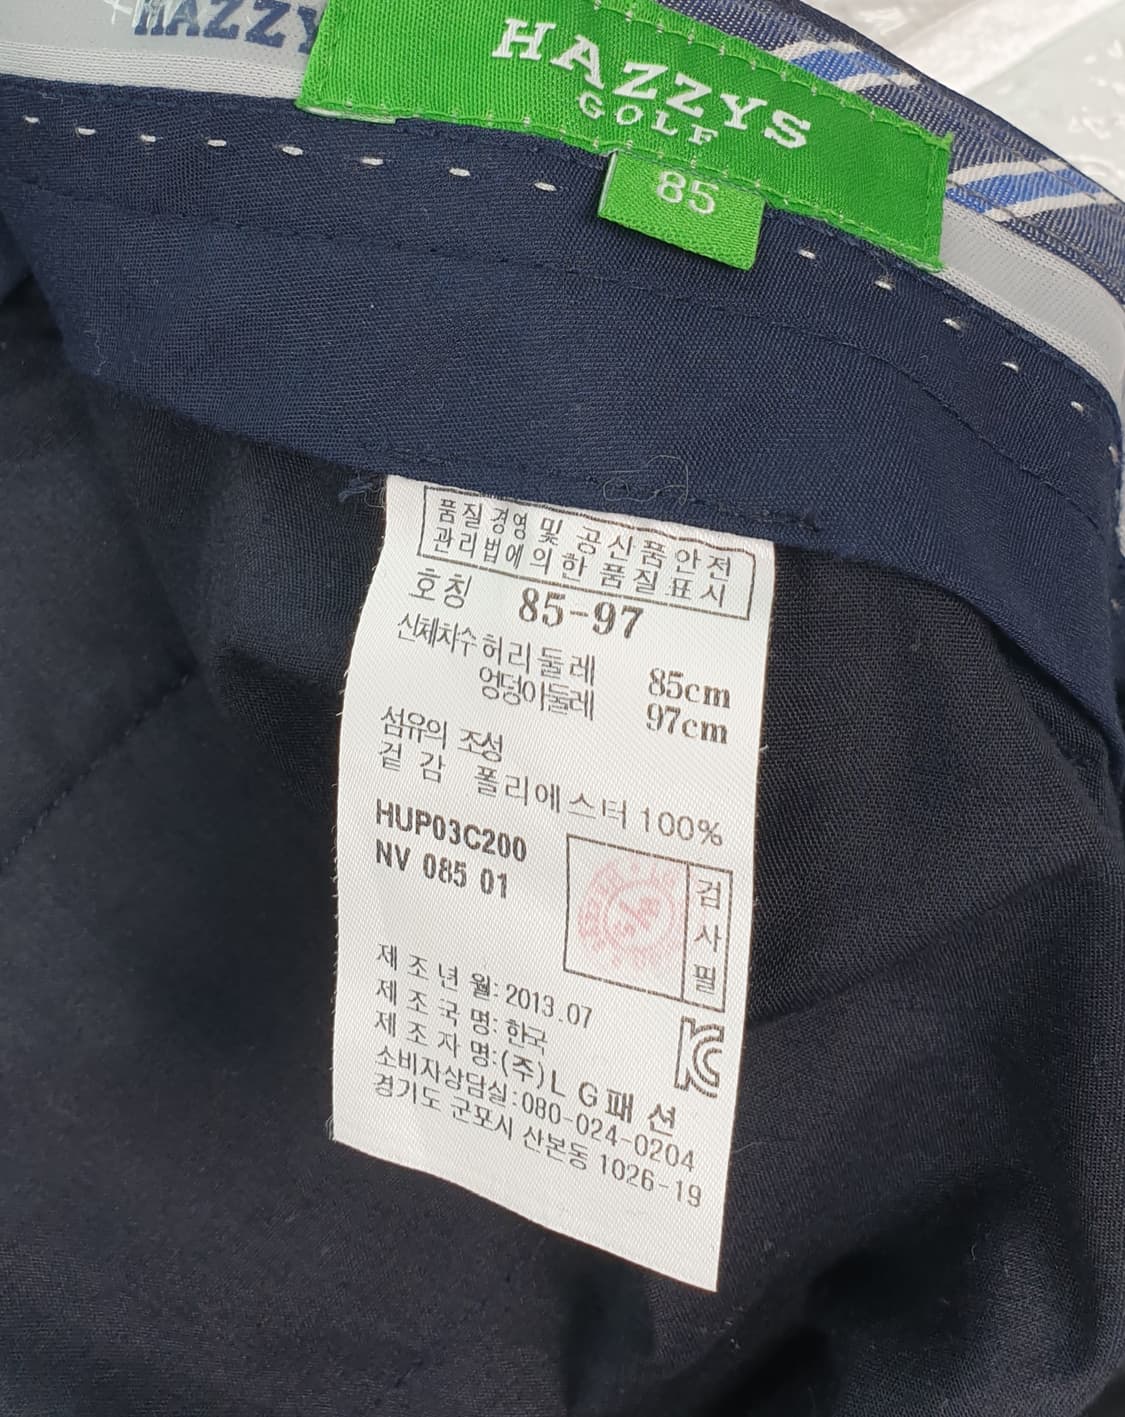 HAZZY
HAZZYS
GOLF
85
품질경영 및 공신품안전
관리법에 의한 품질표시
호칭 85-97
신체치수 허리둘레 85cm
엉덩이둘레 97cm
섬유의 조성
겉감 폴리에스터 100%
HUP03C200
NV 085 01
검사필
제조년월: 2013.07
제조국명: 한국
제조자명: (주)LG패션
소비자상담실: 080-024-0204
경기도 군포시 산본동 1026-19